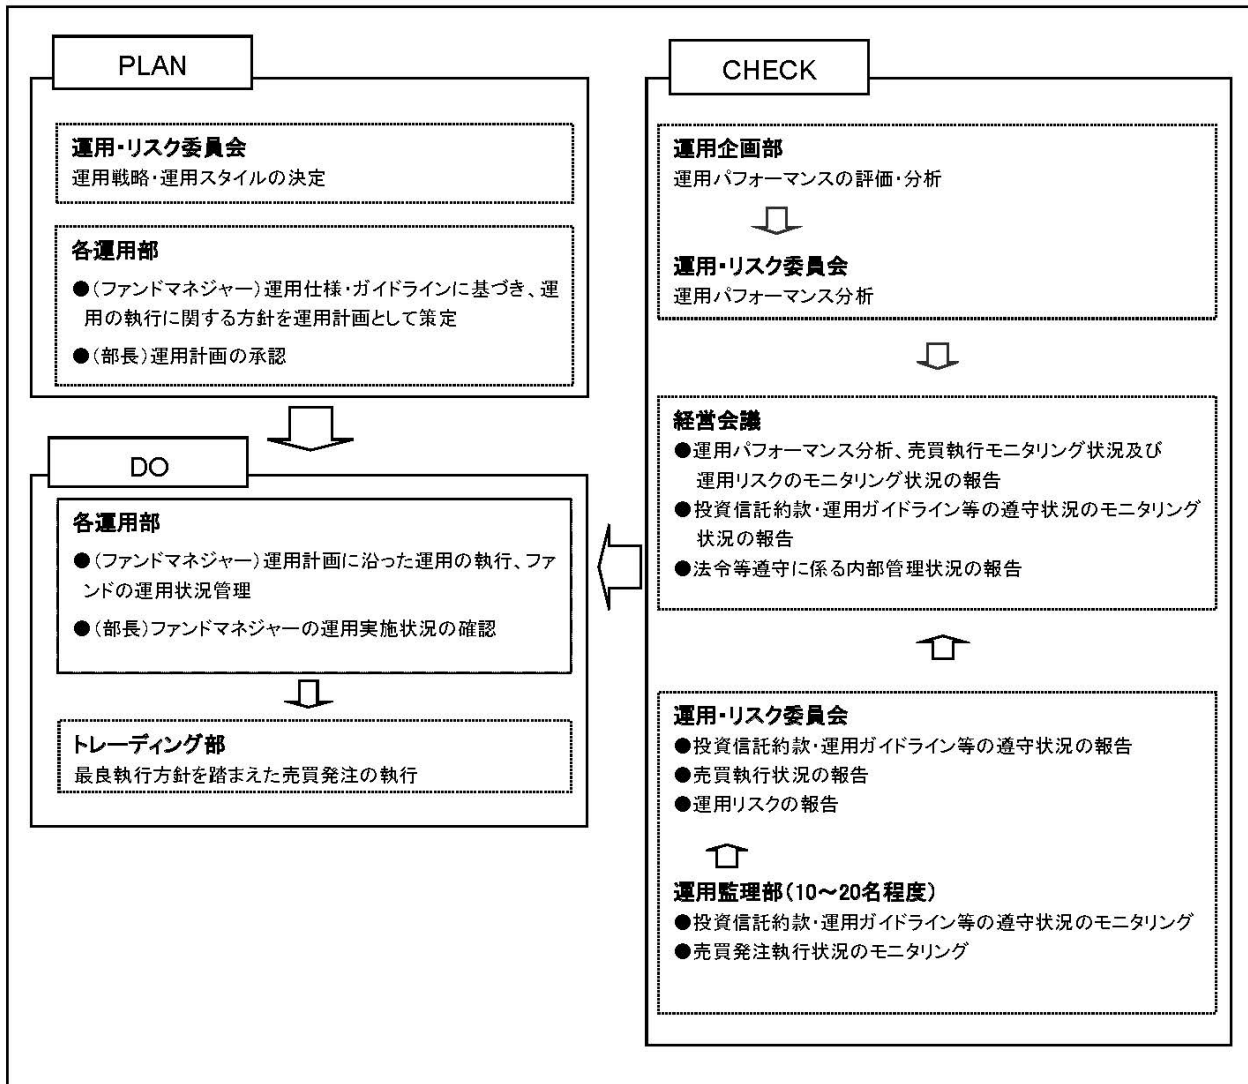 PLAN
運用・リスク委員会
運用戦略・運用スタイルの決定
各運用部
●(ファンドマネジャー)運用仕様・ガイドラインに基づき、運
用の執行に関する方針を運用計画として策定
●(部長)運用計画の承認
DO
各運用部
●(ファンドマネジャー)運用計画に沿った運用の執行、ファ
ンドの運用状況管理
●(部長)ファンドマネジャーの運用実施状況の確認
トレーディング部
最良執行方針を踏まえた売買発注の執行
CHECK
運用企画部
運用パフォーマンスの評価・分析
運用・リスク委員会
運用パフォーマンス分析
経営会議
●運用パフォーマンス分析、売買執行モニタリング状況及び
運用リスクのモニタリング状況の報告
●投資信託約款・運用ガイドライン等の遵守状況のモニタリング
状況の報告
●法令等遵守に係る内部管理状況の報告
運用・リスク委員会
●投資信託約款・運用ガイドライン等の遵守状況の報告
●売買執行状況の報告
●運用リスクの報告
運用監理部(10～20名程度)
●投資信託約款・運用ガイドライン等の遵守状況のモニタリング
●売買発注執行状況のモニタリング